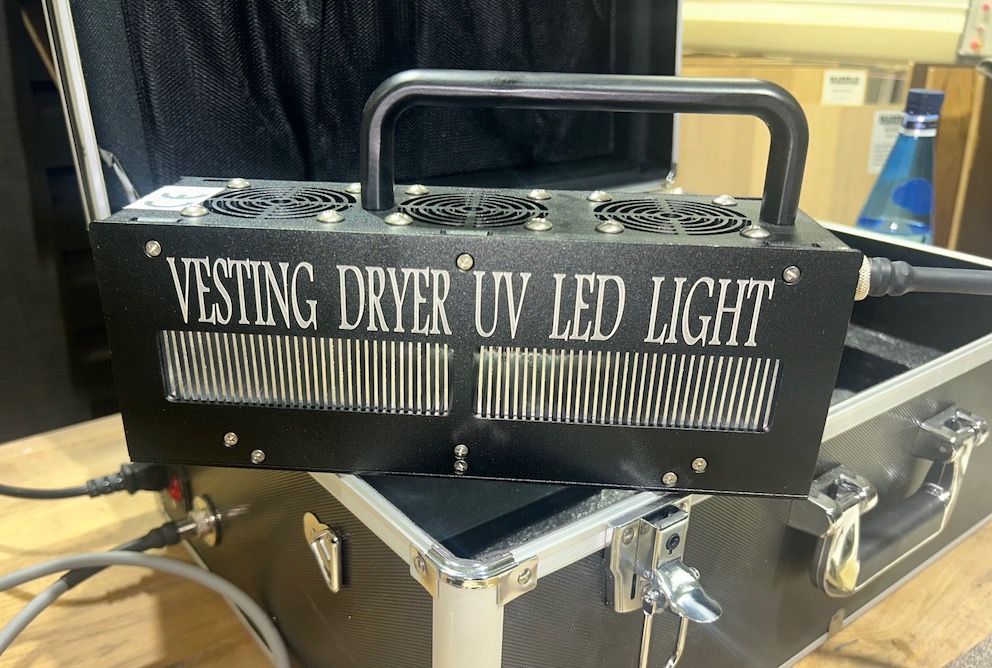 VESTING DRYER UV LED LIGHT